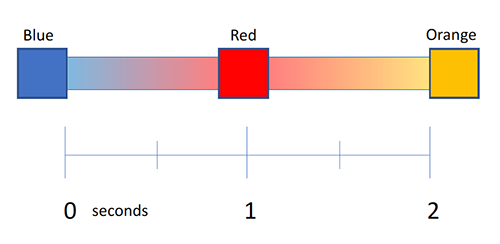 Blue Red Orange
0 seconds 1 2